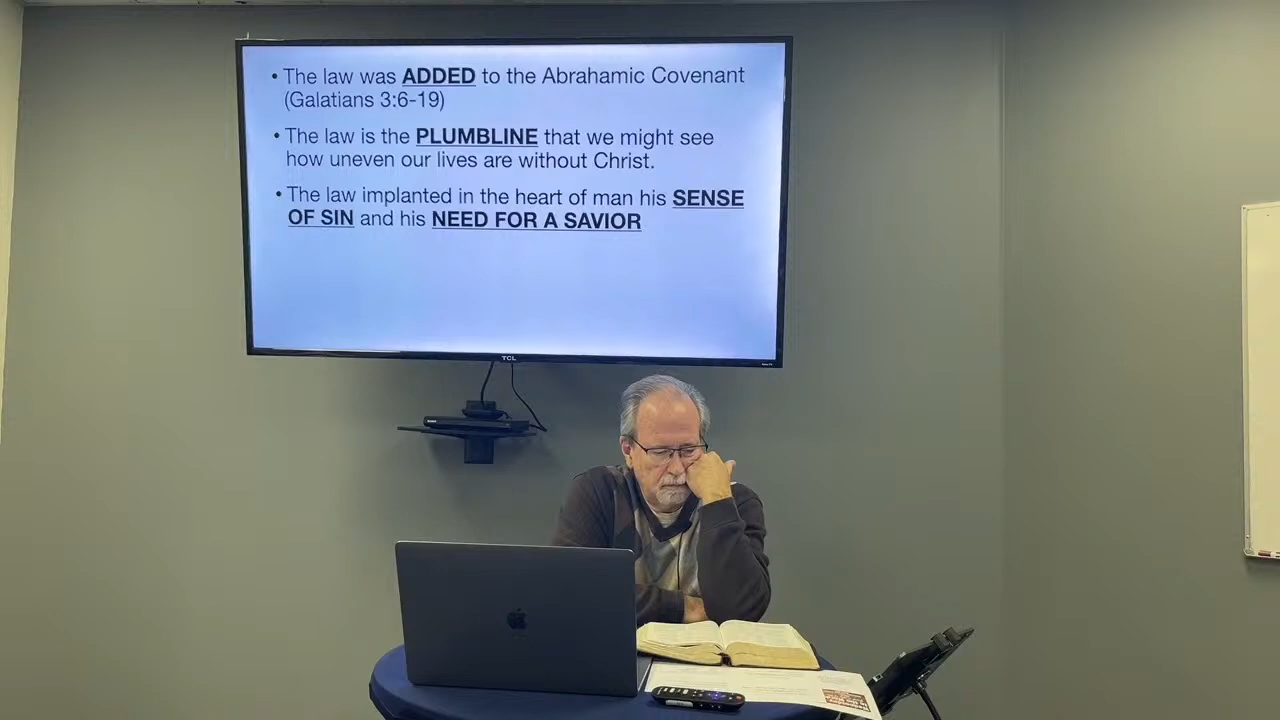 • The law was ADDED to the Abrahamic Covenant
(Galatians 3:6-19)
• The law is the PLUMBLINE that we might see
how uneven our lives are without Christ.
• The law implanted in the heart of man his SENSE
OF SIN and his NEED FOR A SAVIOR
TCL